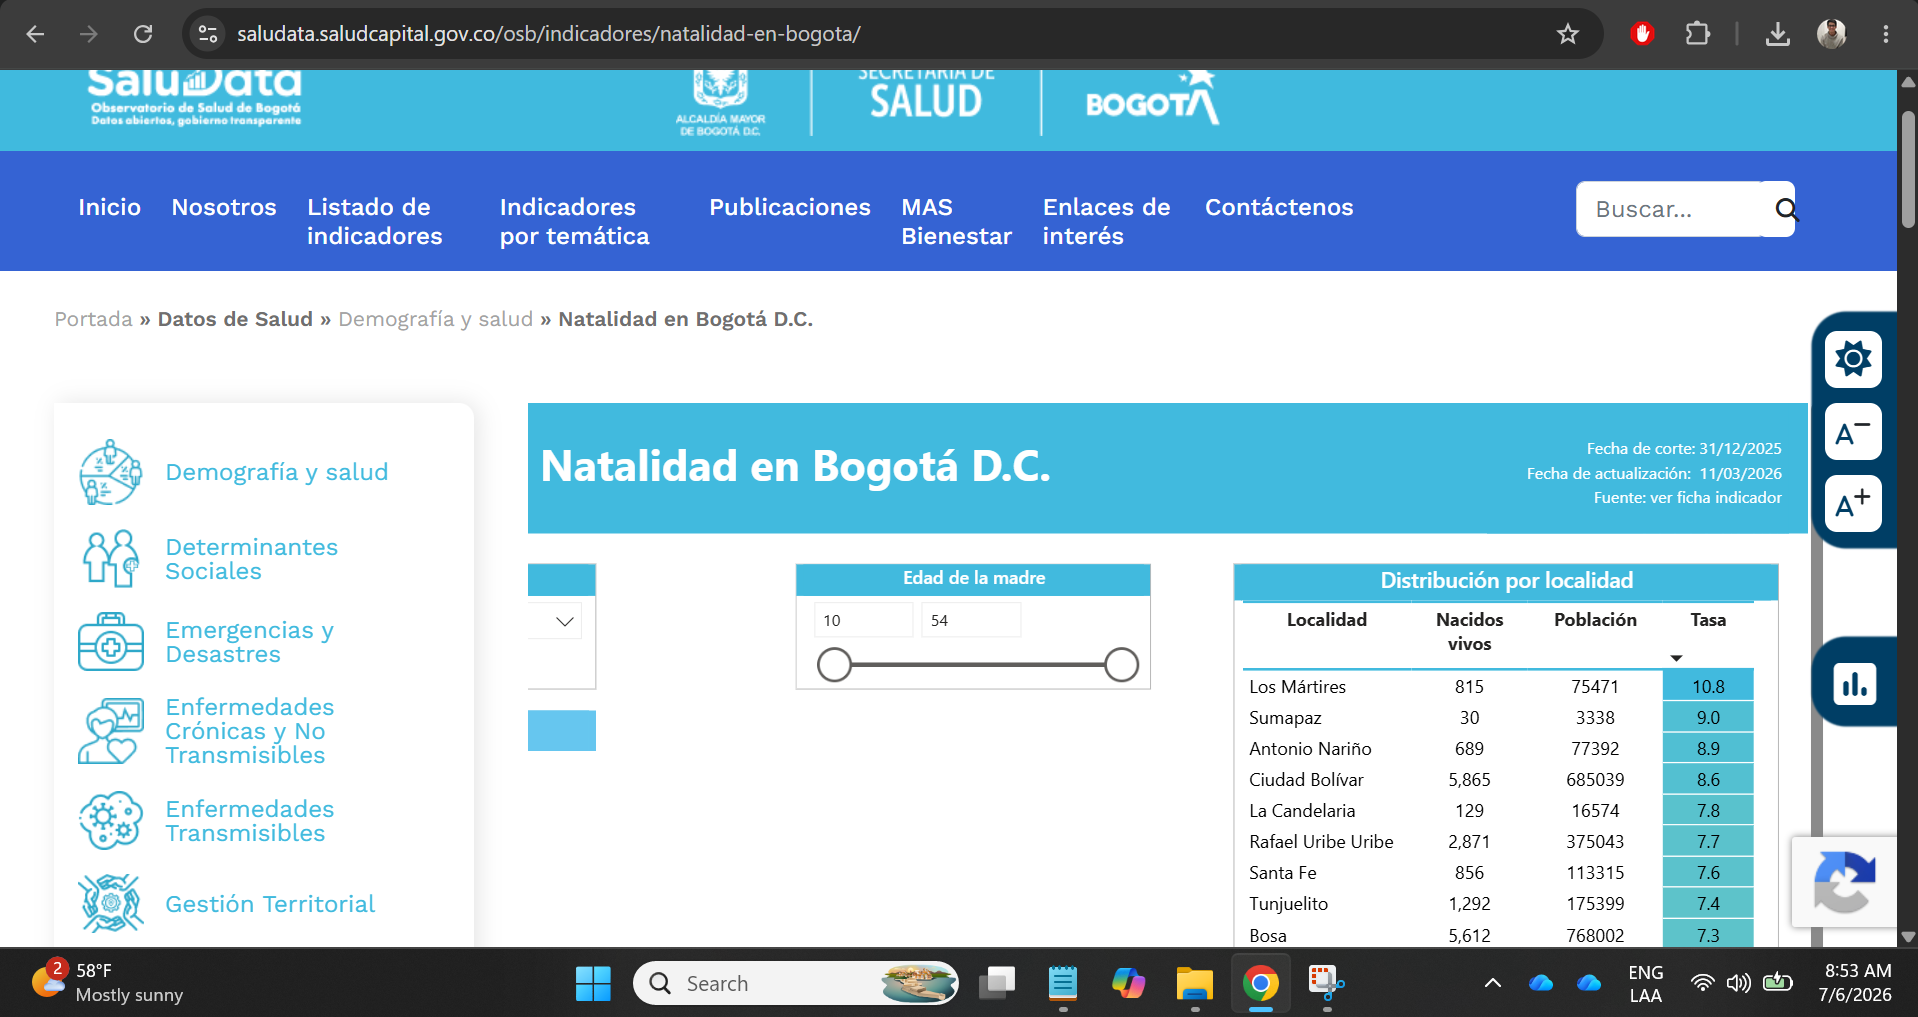 saludata.saludcapital.gov.co/osb/indicadores/natalidad-en-bogota/
SaluData
Observatorio de Salud de Bogotá
Datos abiertos, gobierno transparente
ALCALDÍA MAYOR
DE BOGOTÁ D.C.
SECRETARÍA DE
SALUD
BOGOTÁ
Inicio
Nosotros
Listado de
indicadores
Indicadores
por temática
Publicaciones
MAS
Bienestar
Enlaces de
interés
Contáctenos
Buscar...
Portada » Datos de Salud » Demografía y salud » Natalidad en Bogotá D.C.
Demografía y salud
Determinantes
Sociales
Emergencias y
Desastres
Enfermedades
Crónicas y No
Transmisibles
Enfermedades
Transmisibles
Gestión Territorial
Natalidad en Bogotá D.C.
Fecha de corte: 31/12/2025
Fecha de actualización: 11/03/2026
Fuente: ver ficha indicador
Edad de la madre
10 54
Distribución por localidad
Localidad Nacidos vivos Población Tasa
Los Mártires 815 75471 10.8
Sumapaz 30 3338 9.0
Antonio Nariño 689 77392 8.9
Ciudad Bolívar 5,865 685039 8.6
La Candelaria 129 16574 7.8
Rafael Uribe Uribe 2,871 375043 7.7
Santa Fe 856 113315 7.6
Tunjuelito 1,292 175399 7.4
Bosa 5,612 768002 7.3
A−
A+
2
58°F
Mostly sunny
Search
ENG
LAA
8:53 AM
7/6/2026